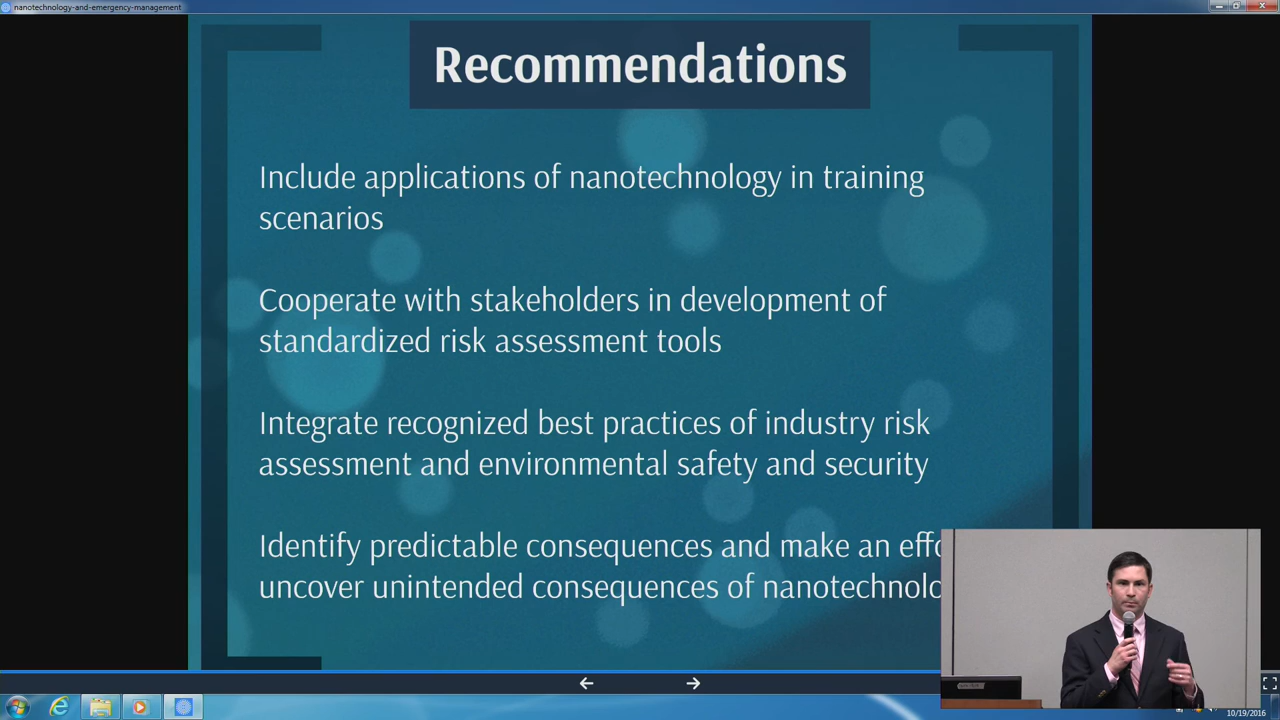 nanotechnology-and-emergency-management
Recommendations
Include applications of nanotechnology in training
scenarios
Cooperate with stakeholders in development of
standardized risk assessment tools
Integrate recognized best practices of industry risk
assessment and environmental safety and security
Identify predictable consequences and make an effo
uncover unintended consequences of nanotechnolo
10/19/2016